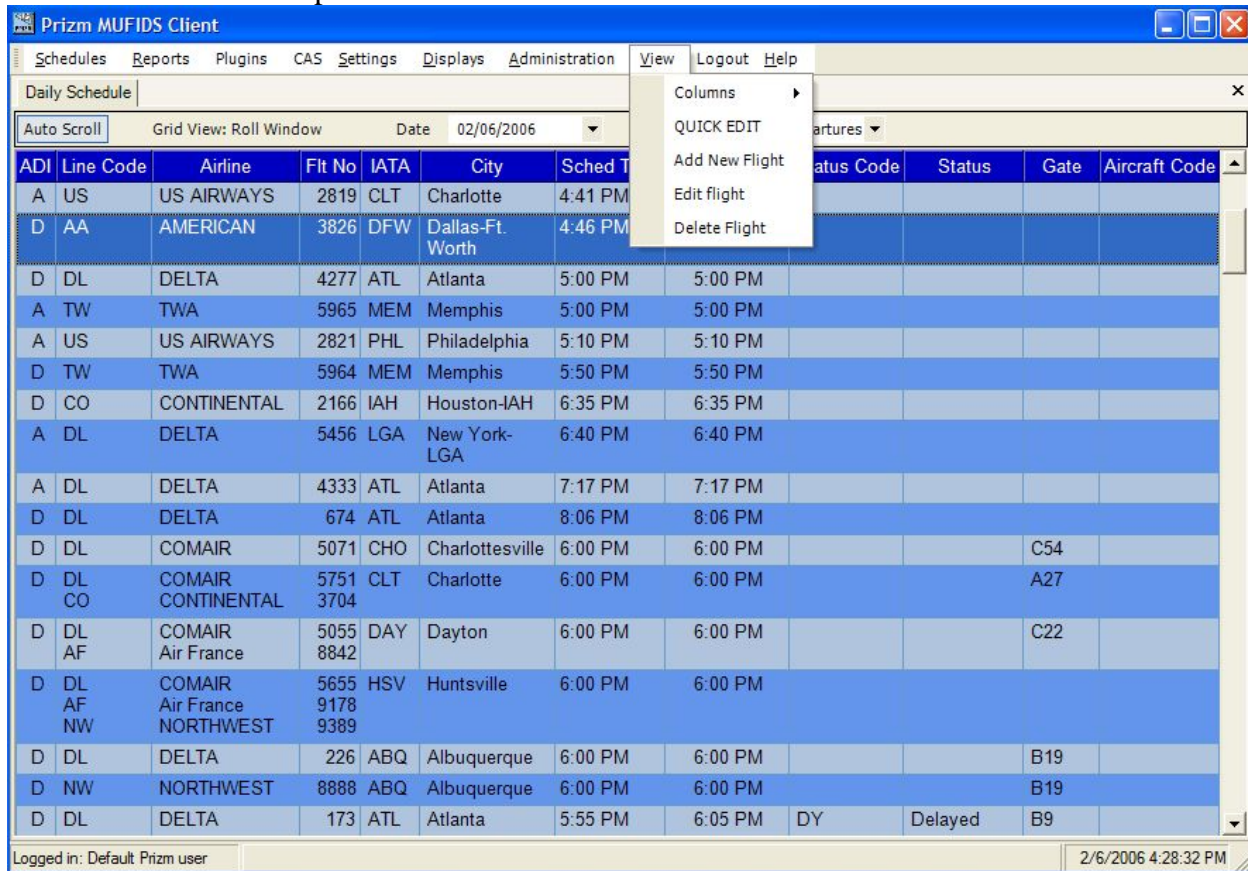 Prizm MUFIDS Client
Schedules Reports Plugins CAS Settings Displays Administration View Logout Help
Daily Schedule
Columns
QUICK EDIT
Add New Flight
Edit flight
Delete Flight
Auto Scroll Grid View: Roll Window Date 02/06/2006 artures
ADI Line Code Airline Flt No IATA City Sched T atus Code Status Gate Aircraft Code
A US US AIRWAYS 2819 CLT Charlotte 4:41 PM
D AA AMERICAN 3826 DFW Dallas-Ft. 4:46 PM
Worth
D DL DELTA 4277 ATL Atlanta 5:00 PM 5:00 PM
A TW TWA 5965 MEM Memphis 5:00 PM 5:00 PM
A US US AIRWAYS 2821 PHL Philadelphia 5:10 PM 5:10 PM
D TW TWA 5964 MEM Memphis 5:50 PM 5:50 PM
D CO CONTINENTAL 2166 IAH Houston-IAH 6:35 PM 6:35 PM
A DL DELTA 5456 LGA New York- 6:40 PM 6:40 PM
LGA
A DL DELTA 4333 ATL Atlanta 7:17 PM 7:17 PM
D DL DELTA 674 ATL Atlanta 8:06 PM 8:06 PM
D DL COMAIR 5071 CHO Charlottesville 6:00 PM 6:00 PM C54
D DL COMAIR 5751 CLT Charlotte 6:00 PM 6:00 PM A27
CO CONTINENTAL 3704
D DL COMAIR 5055 DAY Dayton 6:00 PM 6:00 PM C22
AF Air France 8842
D DL COMAIR 5655 HSV Huntsville 6:00 PM 6:00 PM
AF Air France 9178
NW NORTHWEST 9389
D DL DELTA 226 ABQ Albuquerque 6:00 PM 6:00 PM B19
D NW NORTHWEST 8888 ABQ Albuquerque 6:00 PM 6:00 PM B19
D DL DELTA 173 ATL Atlanta 5:55 PM 6:05 PM DY Delayed B9
Logged in: Default Prizm user 2/6/2006 4:28:32 PM